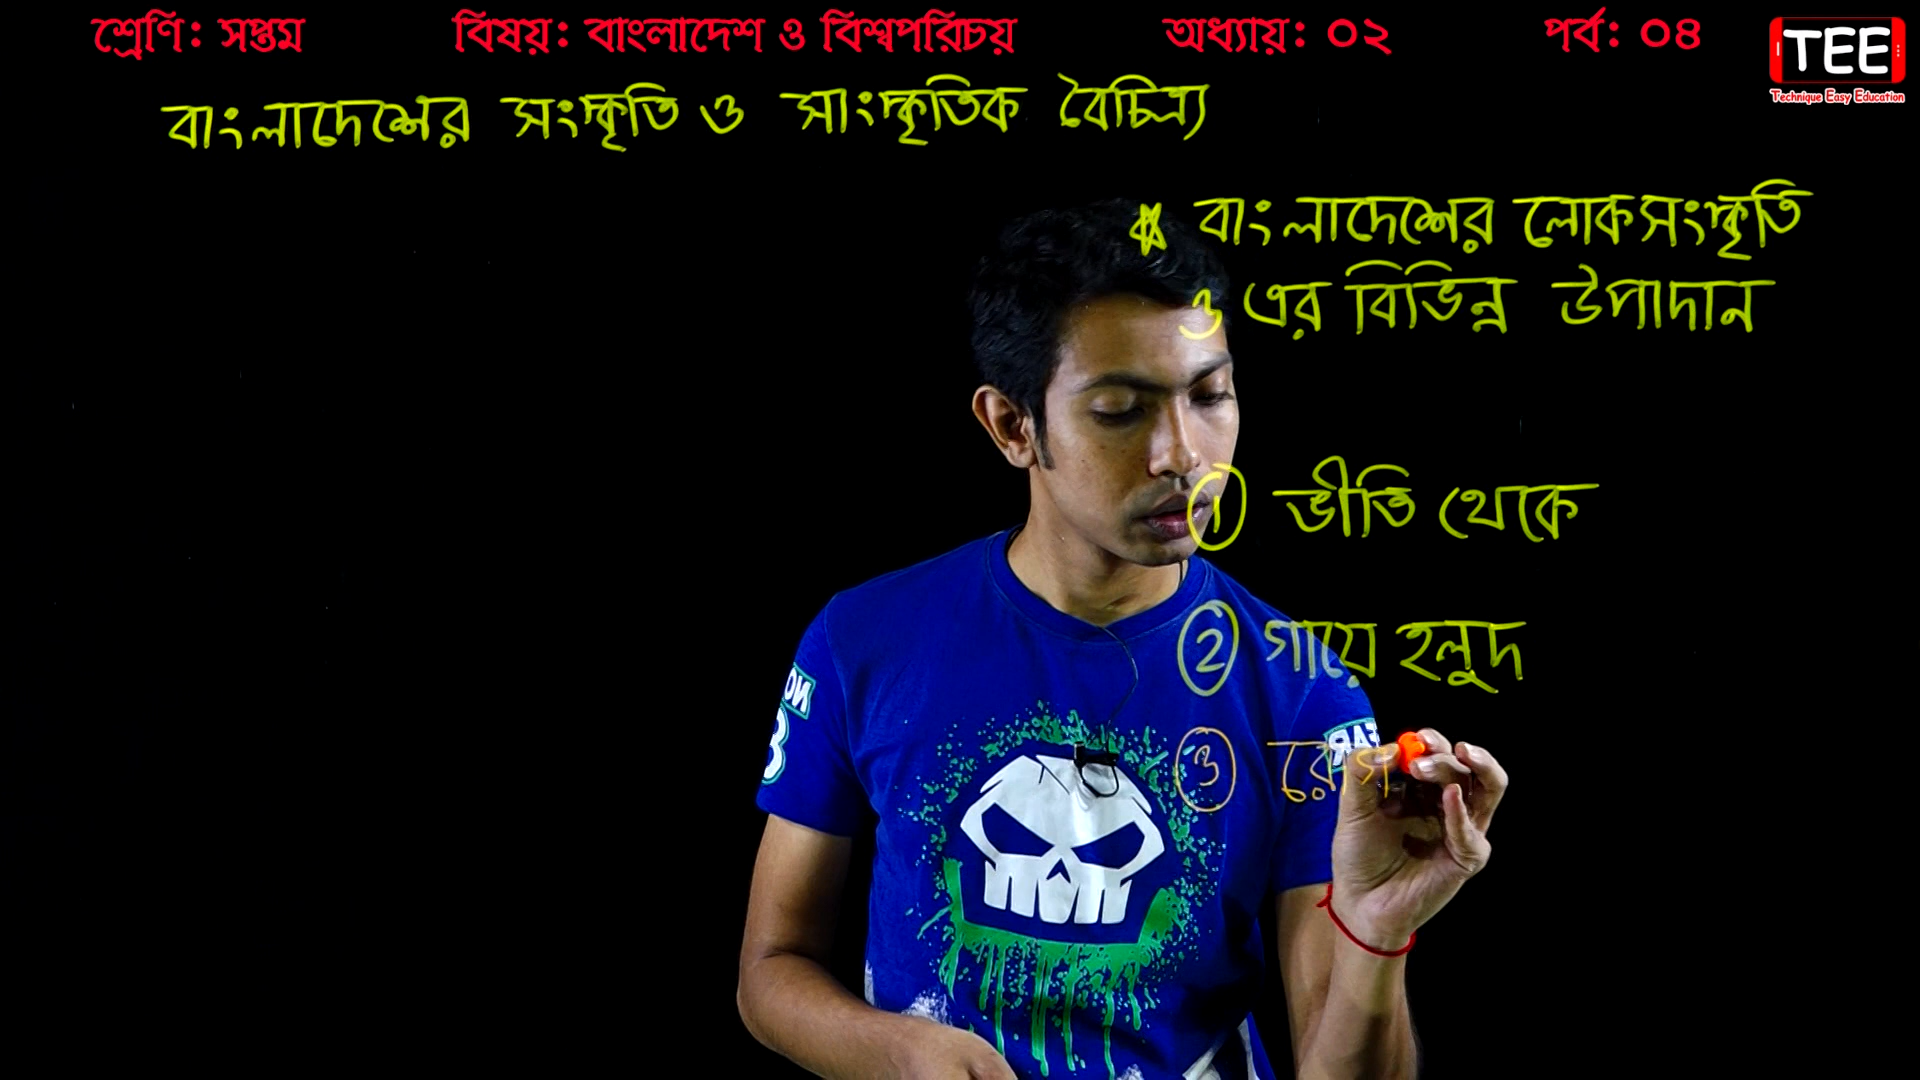 শ্রেণি: সপ্তম বিষয়: বাংলাদেশ ও বিশ্বপরিচয় অধ্যায়: ০২ পর্ব: ০৪
TEE
Technique Easy Education
বাংলাদেশের সংস্কৃতি ও সাংস্কৃতিক বৈচিত্র্য
* বাংলাদেশের লোকসংস্কৃতি
ও এর বিভিন্ন উপাদান
① ভীতি থেকে
② গায়ে হলুদ
③ রোগ